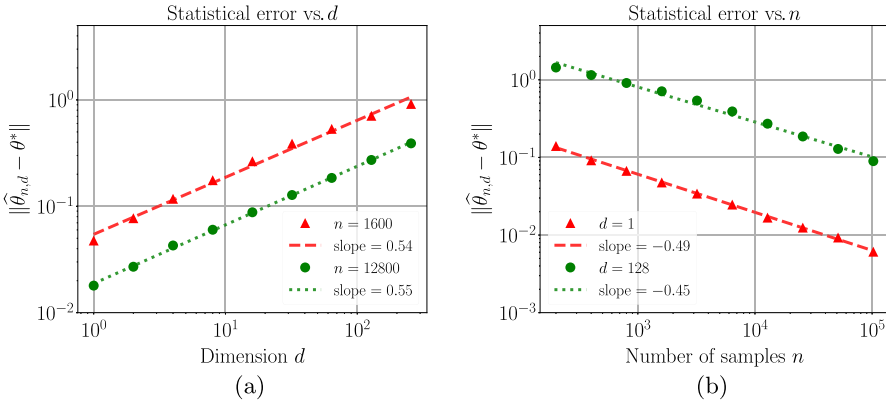 Statistical error vs. d
‖θ̂_{n,d} − θ*‖
10^0
10^{-1}
10^{-2}
n = 1600
slope = 0.54
n = 12800
slope = 0.55
10^0 10^1 10^2
Dimension d
(a)
Statistical error vs. n
‖θ̂_{n,d} − θ*‖
10^0
10^{-1}
10^{-2}
10^{-3}
d = 1
slope = −0.49
d = 128
slope = −0.45
10^3 10^4 10^5
Number of samples n
(b)